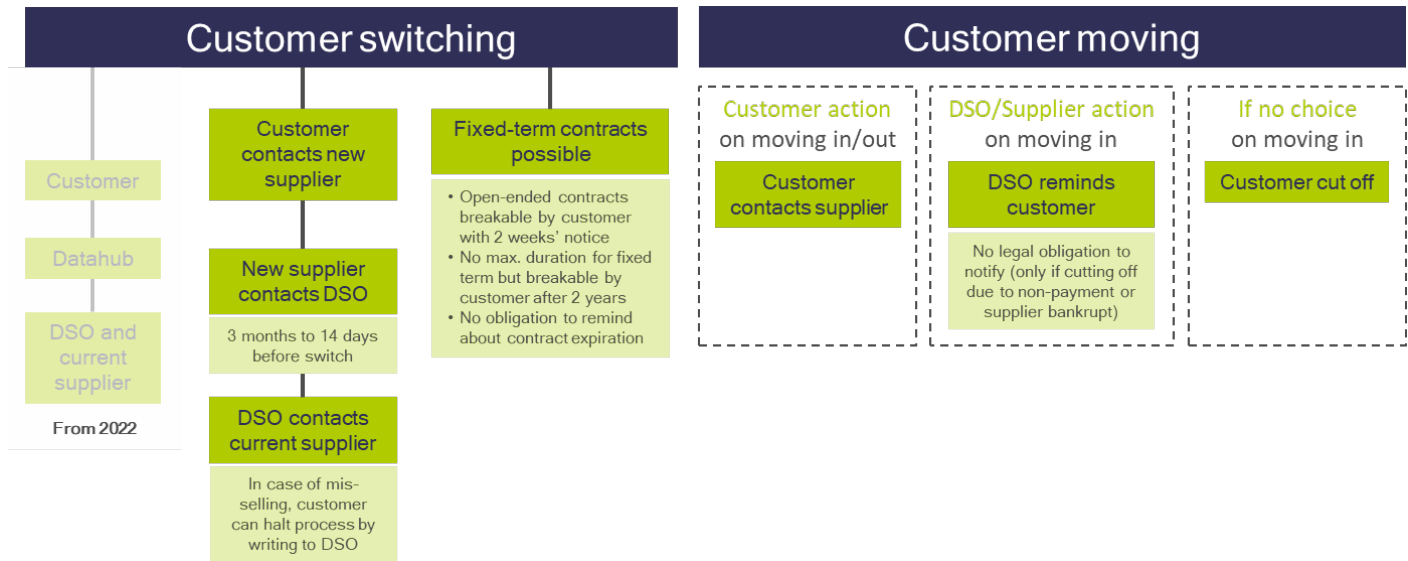 Customer switching
Customer
Datahub
DSO and
current
supplier
From 2022
Customer
contacts new
supplier
New supplier
contacts DSO
3 months to 14 days
before switch
DSO contacts
current supplier
In case of mis-
selling, customer
can halt process by
writing to DSO
Fixed-term contracts
possible
• Open-ended contracts
breakable by customer
with 2 weeks' notice
• No max. duration for fixed
term but breakable by
customer after 2 years
• No obligation to remind
about contract expiration
Customer moving
Customer action
on moving in/out
Customer
contacts supplier
DSO/Supplier action
on moving in
DSO reminds
customer
No legal obligation to
notify (only if cutting off
due to non-payment or
supplier bankrupt)
If no choice
on moving in
Customer cut off